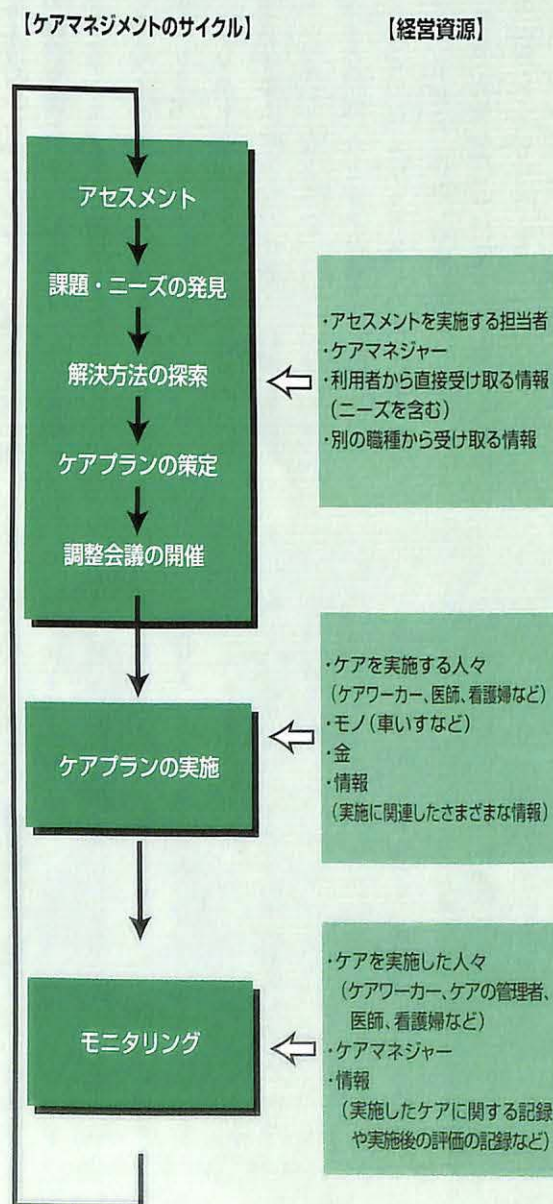 【ケアマネジメントのサイクル】
【経営資源】
アセスメント
課題・ニーズの発見
解決方法の探索
ケアプランの策定
調整会議の開催
・アセスメントを実施する担当者
・ケアマネジャー
・利用者から直接受け取る情報
（ニーズを含む）
・別の職種から受け取る情報
ケアプランの実施
・ケアを実施する人々
（ケアワーカー、医師、看護婦など）
・モノ（車いすなど）
・金
・情報
（実施に関連したさまざまな情報）
モニタリング
・ケアを実施した人々
（ケアワーカー、ケアの管理者、
医師、看護婦など）
・ケアマネジャー
・情報
（実施したケアに関する記録
や実施後の評価の記録など）